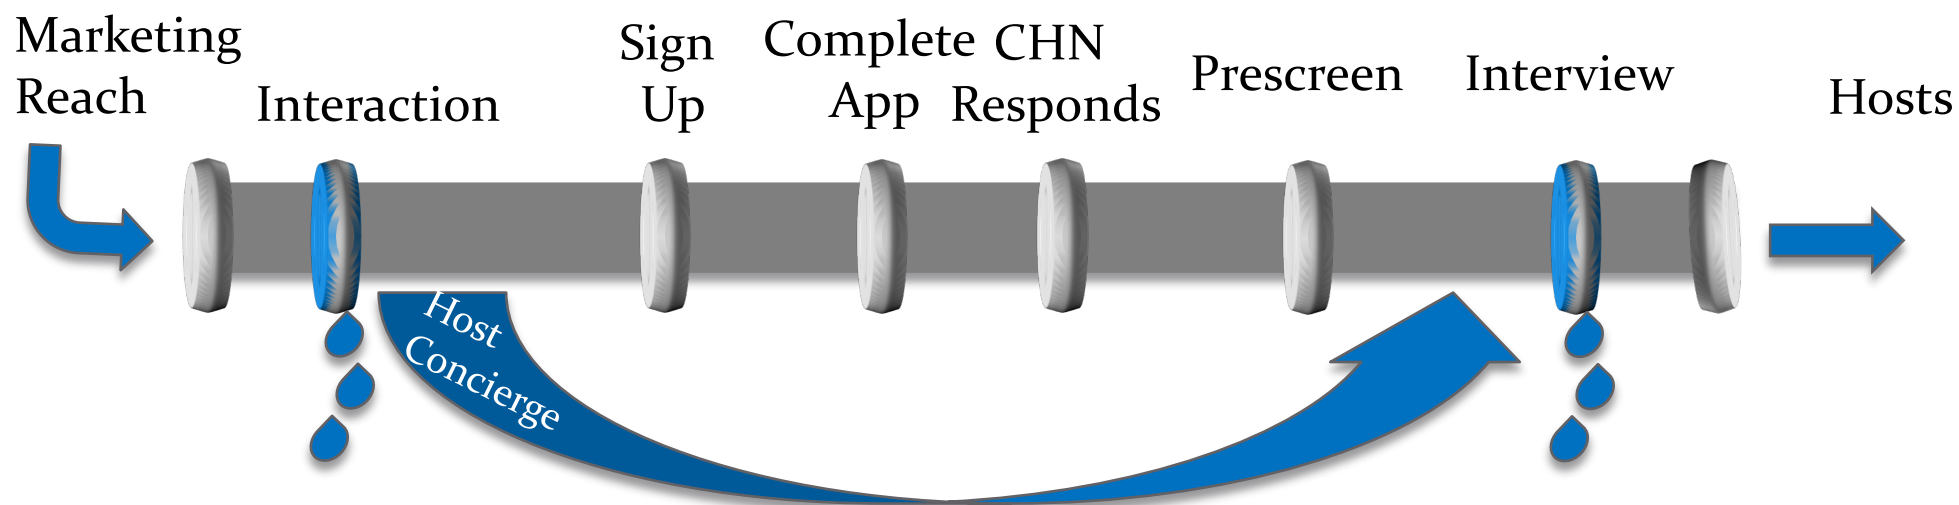 Marketing
Reach
Interaction
Sign
Up
Complete
App
CHN
Responds
Prescreen
Interview
Hosts
Host
Concierge